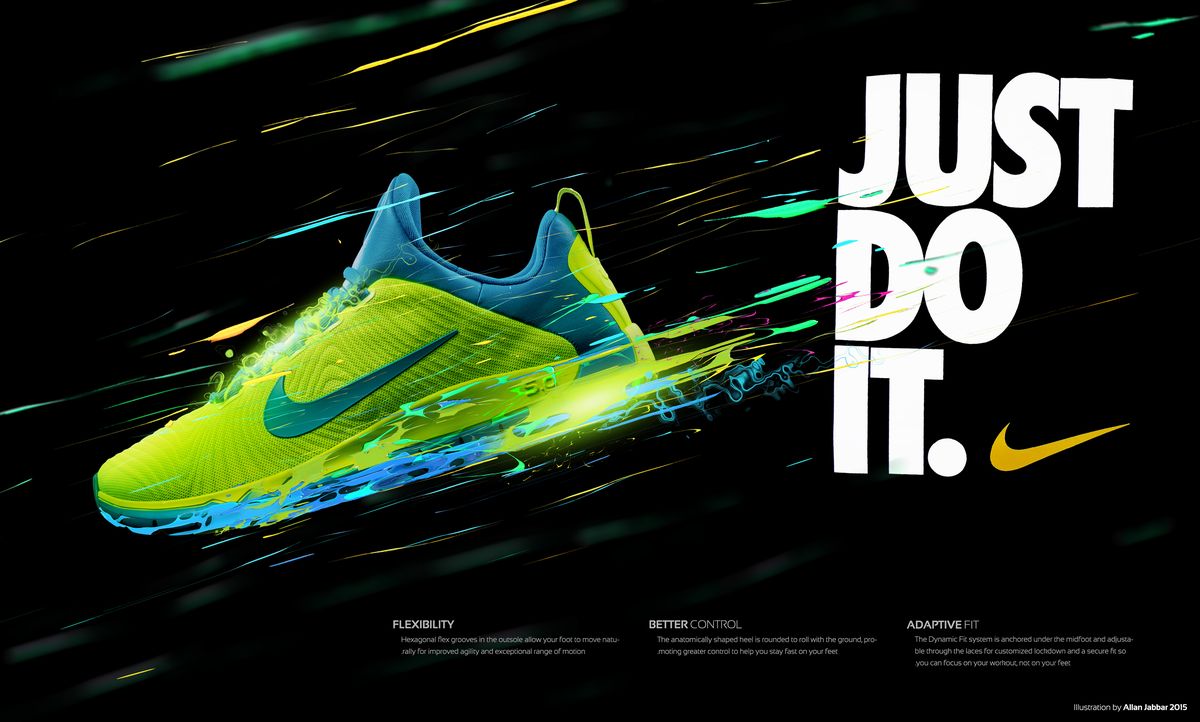 JUST
DO
IT.
5.0
FLEXIBILITY
Hexagonal flex grooves in the outsole allow your foot to move natu-
.rally for improved agility and exceptional range of motion
BETTER CONTROL
The anatomically shaped heel is rounded to roll with the ground, pro-
.moting greater control to help you stay fast on your feet
ADAPTIVE FIT
The Dynamic Fit system is anchored under the midfoot and adjusta-
ble through the laces for customized lockdown and a secure fit so
.you can focus on your workout, not on your feet
Illustration by Allan Jabbar 2015